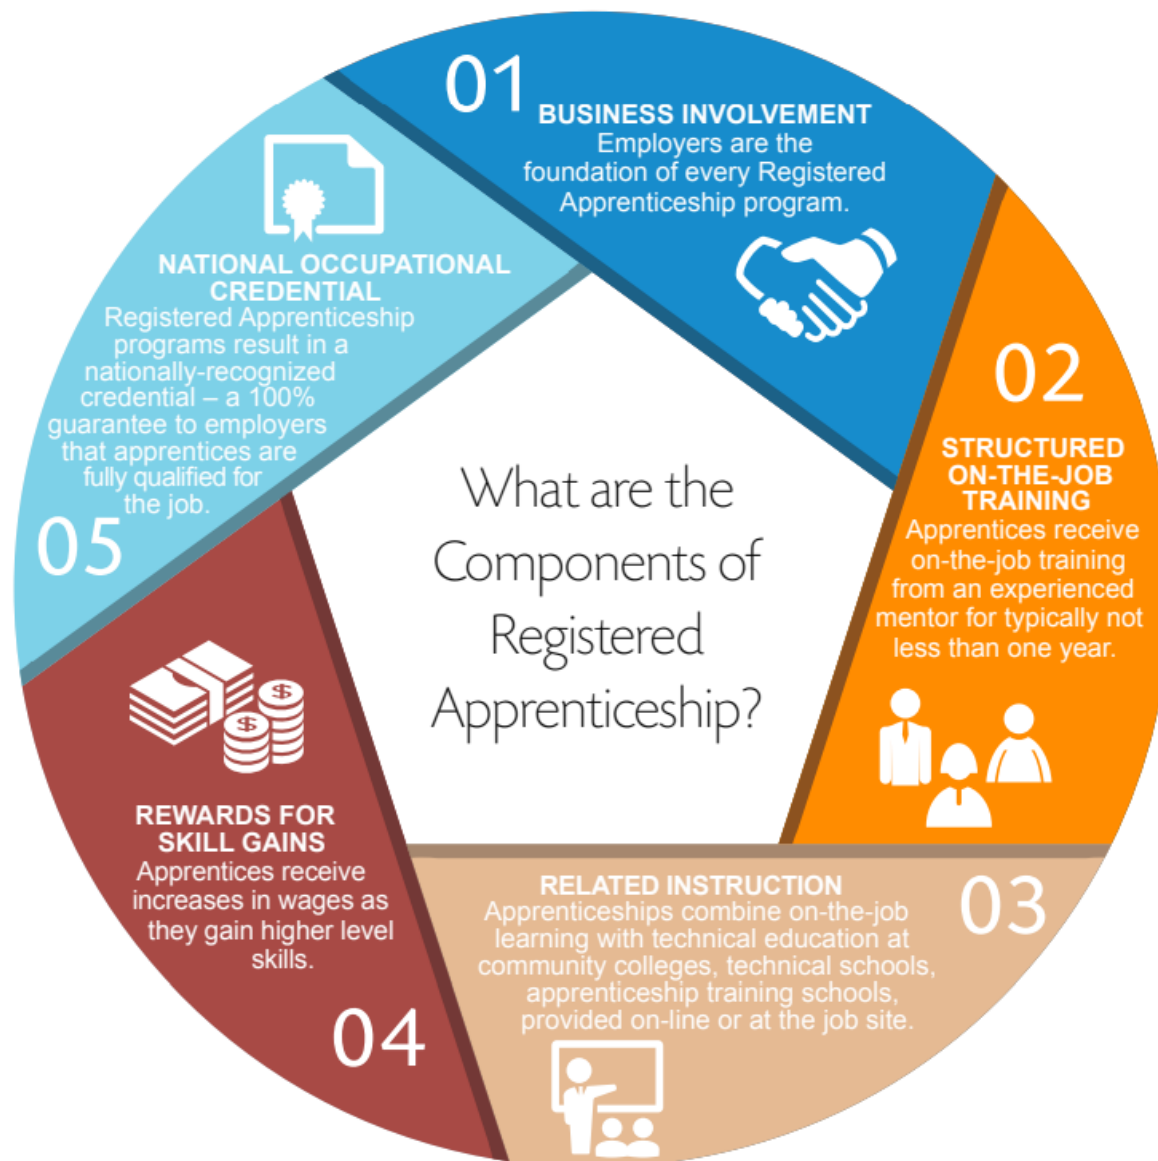 01
BUSINESS INVOLVEMENT
Employers are the
foundation of every Registered
Apprenticeship program.
02
STRUCTURED
ON-THE-JOB
TRAINING
Apprentices receive
on-the-job training
from an experienced
mentor for typically not
less than one year.
03
RELATED INSTRUCTION
Apprenticeships combine on-the-job
learning with technical education at
community colleges, technical schools,
apprenticeship training schools,
provided on-line or at the job site.
REWARDS FOR
SKILL GAINS
Apprentices receive
increases in wages as
they gain higher level
skills.
04
NATIONAL OCCUPATIONAL
CREDENTIAL
Registered Apprenticeship
programs result in a
nationally-recognized
credential – a 100%
guarantee to employers
that apprentices are
fully qualified for
the job.
05
What are the
Components of
Registered
Apprenticeship?
$
$